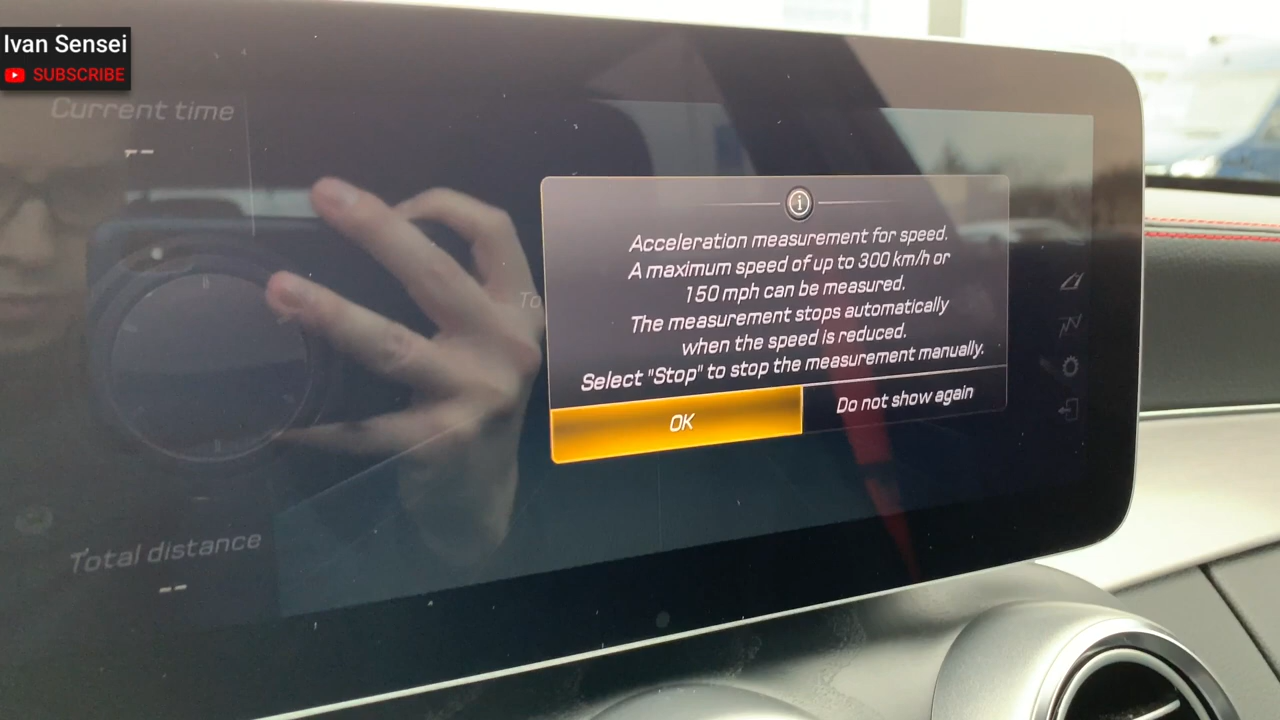 Ivan Sensei
SUBSCRIBE
Current time
--
To
i
Acceleration measurement for speed.
A maximum speed of up to 300 km/h or
150 mph can be measured.
The measurement stops automatically
when the speed is reduced.
Select "Stop" to stop the measurement manually.
OK
Do not show again
Total distance
--